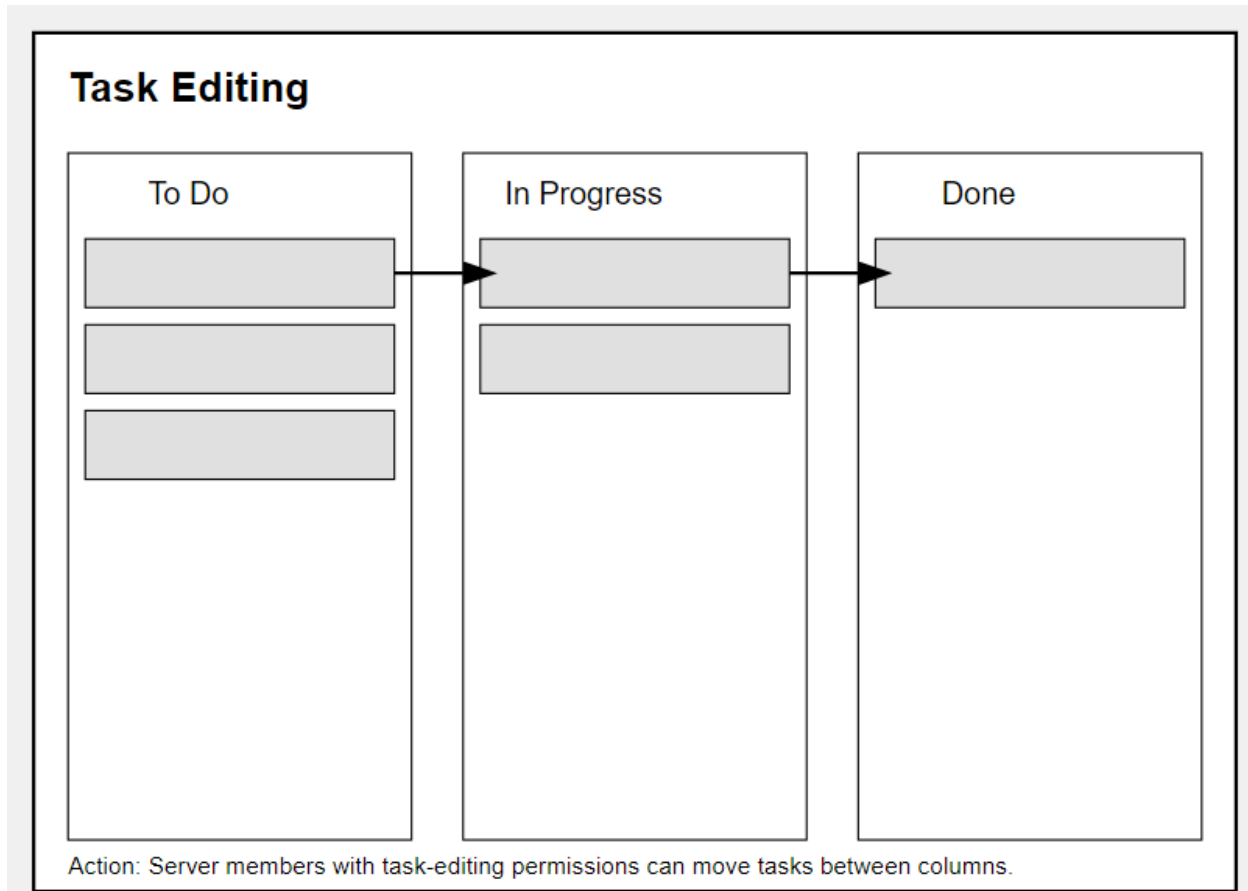 Task Editing
To Do
In Progress
Done
Action: Server members with task-editing permissions can move tasks between columns.